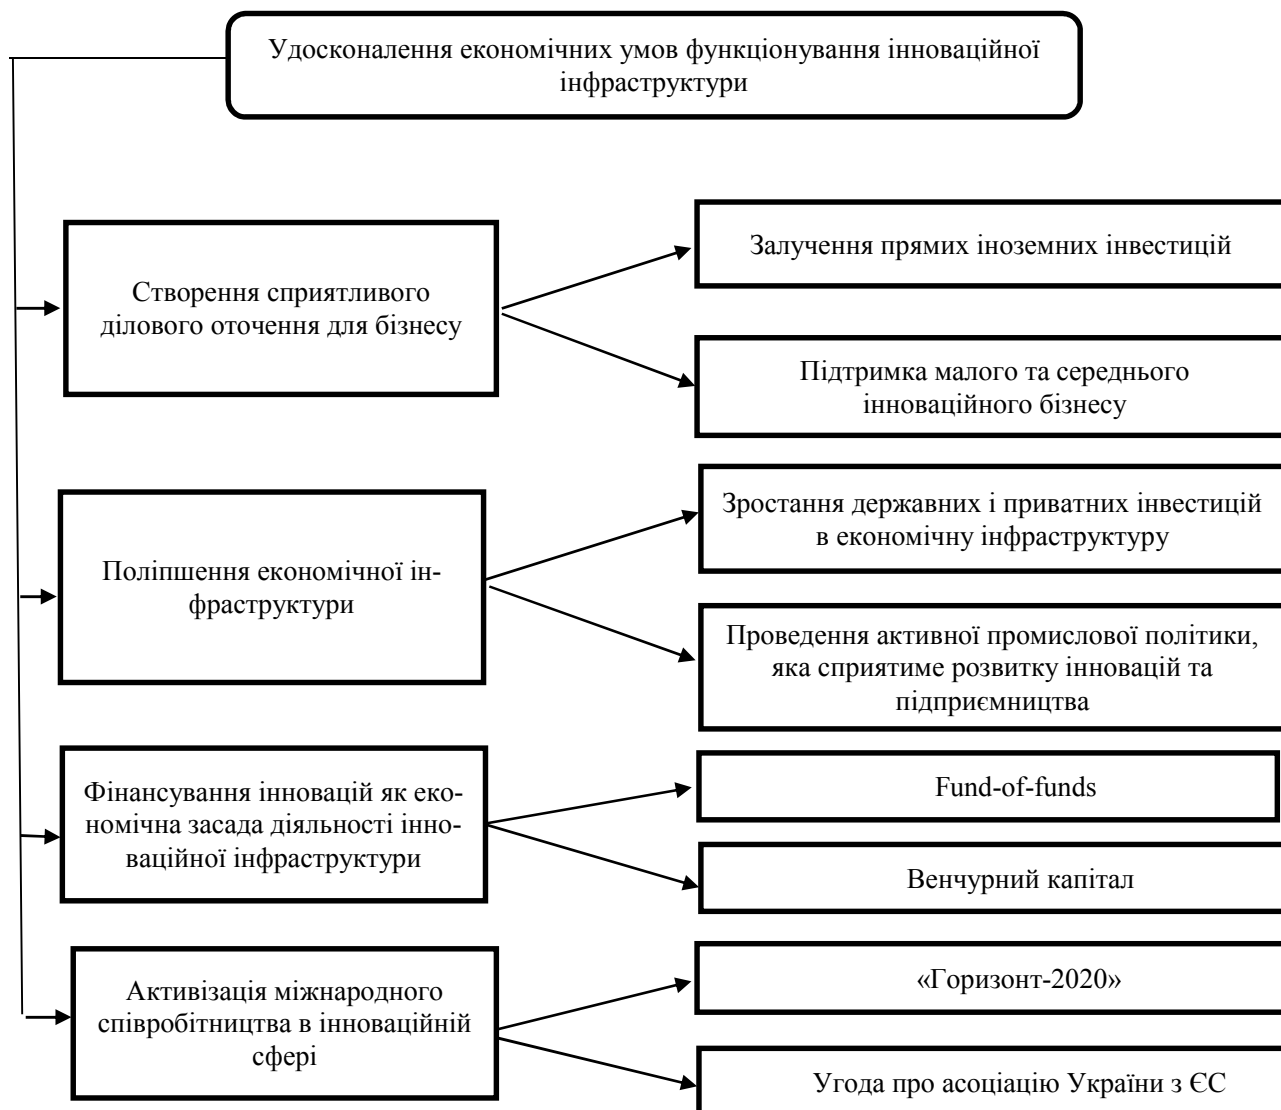 Удосконалення економічних умов функціонування інноваційної
інфраструктури
Створення сприятливого
ділового оточення для бізнесу
Залучення прямих іноземних інвестицій
Підтримка малого та середнього
інноваційного бізнесу
Поліпшення економічної ін-
фраструктури
Зростання державних і приватних інвестицій
в економічну інфраструктуру
Проведення активної промислової політики,
яка сприятиме розвитку інновацій та
підприємництва
Фінансування інновацій як еко-
номічна засада діяльності інно-
ваційної інфраструктури
Fund-of-funds
Венчурний капітал
Активізація міжнародного
співробітництва в інноваційній
сфері
«Горизонт-2020»
Угода про асоціацію України з ЄС